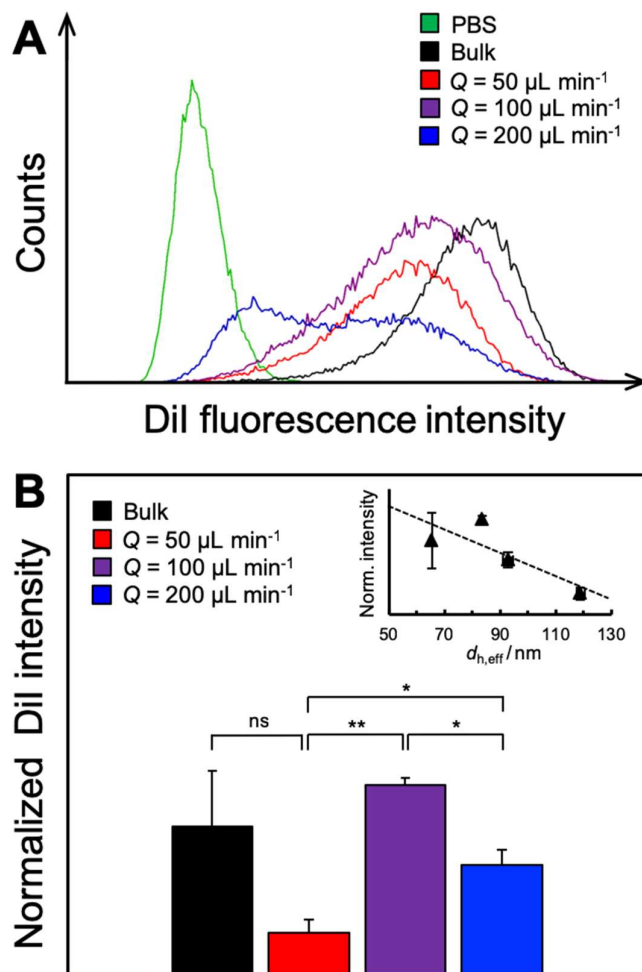 A
PBS
Bulk
Q = 50 µL min⁻¹
Q = 100 µL min⁻¹
Q = 200 µL min⁻¹
Counts
DiI fluorescence intensity
B
Bulk
Q = 50 µL min⁻¹
Q = 100 µL min⁻¹
Q = 200 µL min⁻¹
Norm. intensity
50 70 90 110 130
dh,eff / nm
Normalized DiI intensity
*
ns ** *